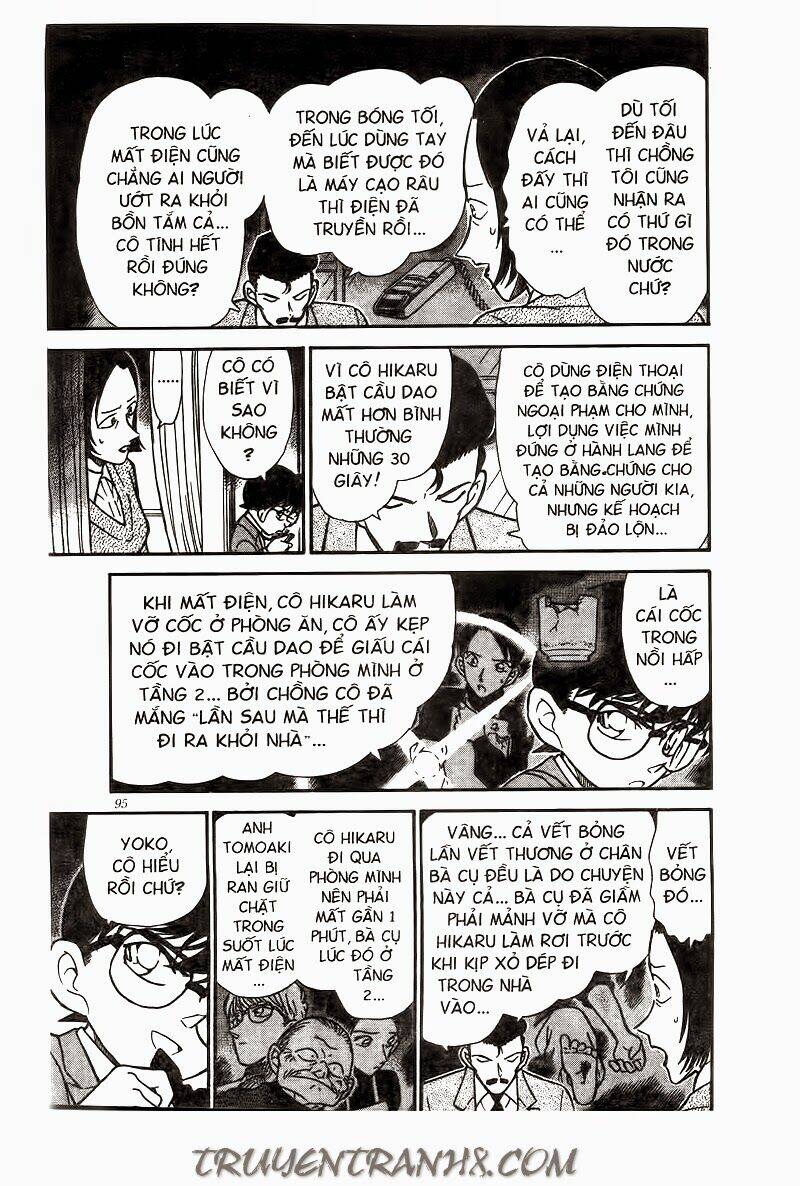 DÙ TỐI
ĐẾN ĐÂU
THÌ CHỒNG
TÔI CŨNG
NHẬN RA
CÓ THỨ GÌ
ĐÓ TRONG
NƯỚC
CHỨ?
VẢ LẠI,
CÁCH
ĐẤY THÌ
AI CŨNG
CÓ THỂ
...
TRONG BÓNG TỐI,
ĐẾN LÚC DÙNG TAY
MÀ BIẾT ĐƯỢC ĐÓ
LÀ MÁY CẠO RÂU
THÌ ĐIỆN ĐÃ
TRUYỀN RỒI...
TRONG LÚC
MẤT ĐIỆN CŨNG
CHẲNG AI NGƯỜI
ƯỚT RA KHỎI
BỒN TẮM CẢ...
CÔ TÍNH HẾT
RỒI ĐÚNG
KHÔNG?
CÔ DÙNG ĐIỆN THOẠI
ĐỂ TẠO BẰNG CHỨNG
NGOẠI PHẠM CHO MÌNH,
LỢI DỤNG VIỆC MÌNH
ĐỨNG Ở HÀNH LANG ĐỂ
TẠO BẰNG CHỨNG CHO
CẢ NHỮNG NGƯỜI KIA,
NHƯNG KẾ HOẠCH
BỊ ĐẢO LỘN...
VÌ CÔ HIKARU
BẬT CẦU DAO
MẤT HƠN BÌNH
THƯỜNG
NHỮNG 30
GIÂY!
CÔ CÓ
BIẾT VÌ
SAO
KHÔNG
?
......
LÀ
CÁI CỐC
TRONG
NỒI HẤP
...
KHI MẤT ĐIỆN, CÔ HIKARU LÀM
VỠ CỐC Ở PHÒNG ĂN, CÔ ẤY KẸP
NÓ ĐI BẬT CẦU DAO ĐỂ GIẤU CÁI
CỐC VÀO TRONG PHÒNG MÌNH Ở
TẦNG 2... BỞI CHỒNG CÔ ĐÃ
MẮNG "LẦN SAU MÀ THẾ THÌ
ĐI RA KHỎI NHÀ"...
95
VẾT
BỎNG
ĐÓ...
VÂNG... CẢ VẾT BỎNG
LẪN VẾT THƯƠNG Ở CHÂN
BÀ CỤ ĐỀU LÀ DO CHUYỆN
NÀY CẢ... BÀ CỤ ĐÃ GIẪM
PHẢI MẢNH VỠ MÀ CÔ
HIKARU LÀM RƠI TRƯỚC
KHI KỊP XỎ DÉP ĐI
TRONG NHÀ
VÀO...
CÔ HIKARU
ĐI QUA
PHÒNG MÌNH
NÊN PHẢI
MẤT GẦN 1
PHÚT, BÀ CỤ
LÚC ĐÓ Ở
TẦNG
2...
ANH
TOMOAKI
LẠI BỊ
RAN GIỮ
CHẶT
TRONG
SUỐT LÚC
MẤT ĐIỆN
...
YOKO,
CÔ HIỂU
RỒI CHỨ?
TRUYENTRANH8.COM